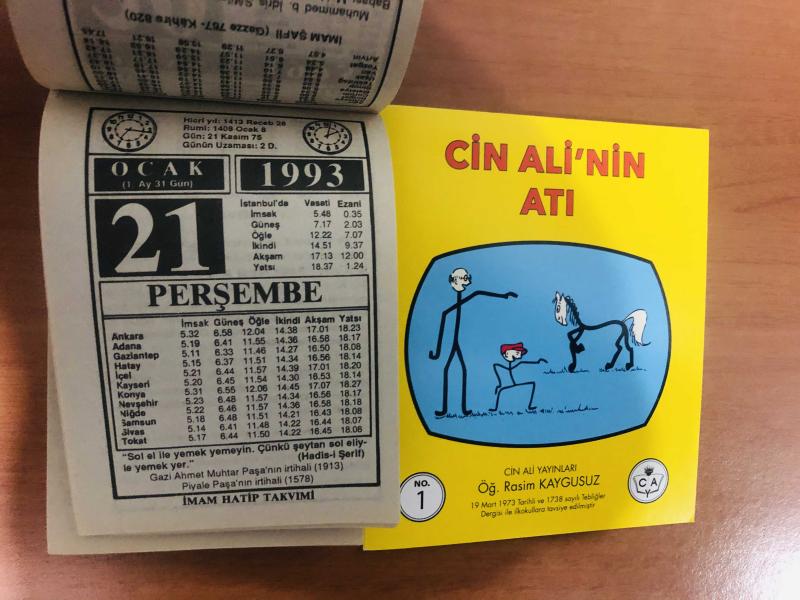 İMAM ŞAFİİ (Gazze 767- Kâhire 820)
Muhammed b. İdris
Hicri yıl: 1413 Receb 28
Rumi: 1408 Ocak 8
Gün: 21 Kasım 75
Günün Uzaması: 2 D.
OCAK
(1. Ay 31 Gün)
1993
21
İstanbul'da Vasati Ezani
İmsak 5.48 0.35
Güneş 7.17 2.03
Öğle 12.22 7.07
İkindi 14.51 9.37
Akşam 17.13 12.00
Yatsı 18.37 1.24
PERŞEMBE
İmsak Güneş Öğle İkindi Akşam Yatsı
Ankara 5.32 6.58 12.04 14.38 17.01 18.23
Adana 5.19 6.41 11.55 14.36 16.58 18.17
Gaziantep 5.11 6.33 11.46 14.27 16.50 18.08
Hatay 5.15 6.37 11.51 14.34 16.56 18.14
İçel 5.21 6.44 11.57 14.39 17.01 18.20
Kayseri 5.20 6.45 11.54 14.30 16.53 18.14
Konya 5.31 6.55 12.06 14.45 17.07 18.27
Nevşehir 5.23 6.48 11.57 14.34 16.56 18.17
Niğde 5.22 6.46 11.57 14.36 16.58 18.18
Samsun 5.18 6.48 11.51 14.21 16.43 18.08
Sivas 5.14 6.41 11.48 14.22 16.44 18.07
Tokat 5.17 6.44 11.50 14.22 16.45 18.08
"Sol el ile yemek yemeyin. Çünkü şeytan sol eliy-
le yemek yer." (Hadis-i Şerif)
Gazi Ahmet Muhtar Paşa'nın irtihali (1913)
Piyale Paşa'nın irtihali (1578)
İMAM HATİP TAKVİMİ
CİN ALİ'NİN
ATI
CİN ALİ YAYINLARI
Öğ. Rasim KAYGUSUZ
19 Mart 1973 Tarihli ve 1738 sayılı Tebliğler
Dergisi ile ilkokullara tavsiye edilmiştir
NO.
1
C A
Y